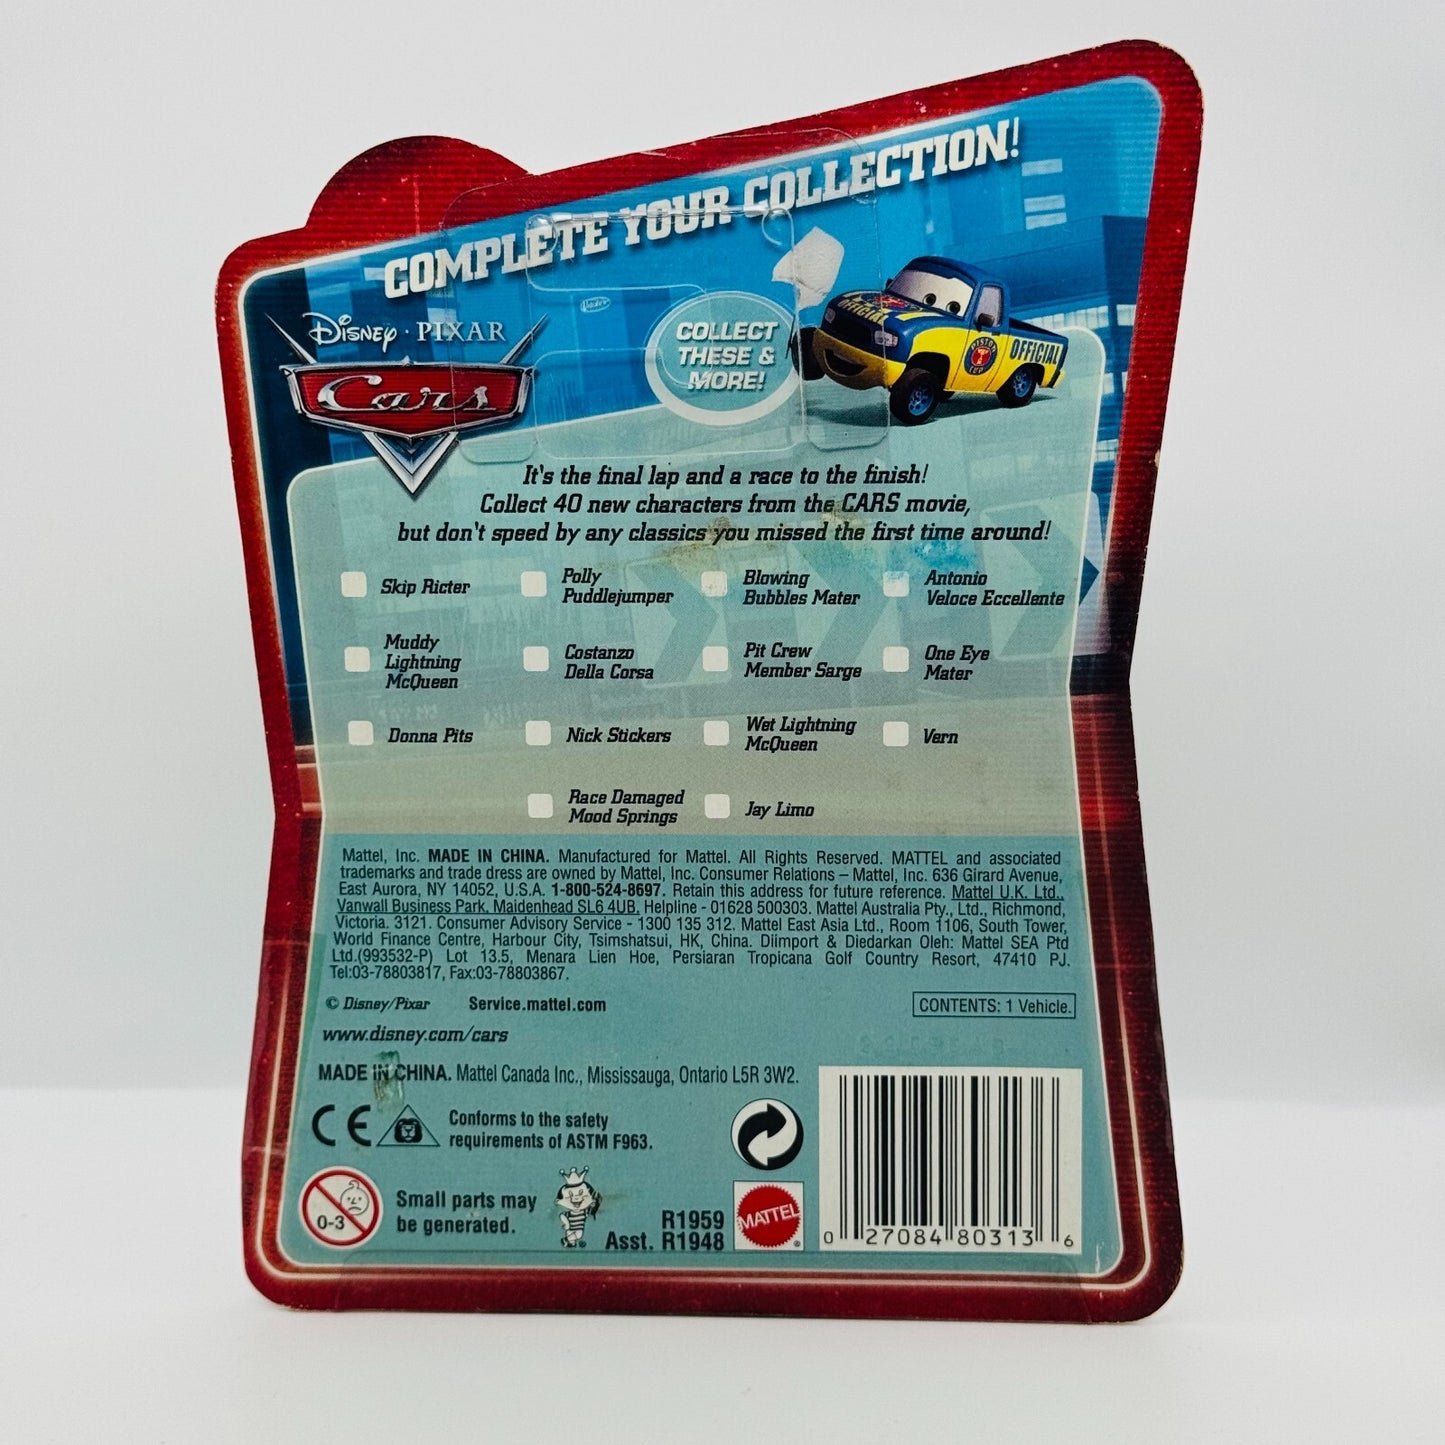 COMPLETE YOUR COLLECTION!
Disney · PIXAR
Cars
COLLECT
THESE &
MORE!
OFFICIAL
PISTON
CUP
OFFICIAL
It's the final lap and a race to the finish!
Collect 40 new characters from the CARS movie,
but don't speed by any classics you missed the first time around!
Skip Ricter
Polly
Puddlejumper
Blowing
Bubbles Mater
Antonio
Veloce Eccellente
Muddy
Lightning
McQueen
Costanzo
Della Corsa
Pit Crew
Member Sarge
One Eye
Mater
Donna Pits
Nick Stickers
Wet Lightning
McQueen
Vern
Race Damaged
Mood Springs
Jay Limo
Mattel, Inc. MADE IN CHINA. Manufactured for Mattel. All Rights Reserved. MATTEL and associated
trademarks and trade dress are owned by Mattel, Inc. Consumer Relations – Mattel, Inc. 636 Girard Avenue,
East Aurora, NY 14052, U.S.A. 1-800-524-8697. Retain this address for future reference. Mattel U.K. Ltd.,
Vanwall Business Park, Maidenhead SL6 4UB. Helpline - 01628 500303. Mattel Australia Pty., Ltd., Richmond,
Victoria. 3121. Consumer Advisory Service - 1300 135 312. Mattel East Asia Ltd., Room 1106, South Tower,
World Finance Centre, Harbour City, Tsimshatsui, HK, China. Diimport & Diedarkan Oleh: Mattel SEA Ptd
Ltd.(993532-P) Lot 13.5, Menara Lien Hoe, Persiaran Tropicana Golf Country Resort, 47410 PJ.
Tel:03-78803817, Fax:03-78803867.
© Disney/Pixar Service.mattel.com
CONTENTS: 1 Vehicle.
www.disney.com/cars
MADE IN CHINA. Mattel Canada Inc., Mississauga, Ontario L5R 3W2.
CE
Conforms to the safety
requirements of ASTM F963.
0-3
Small parts may
be generated.
R1959
Asst. R1948
MATTEL
®
0 27084 80313 6